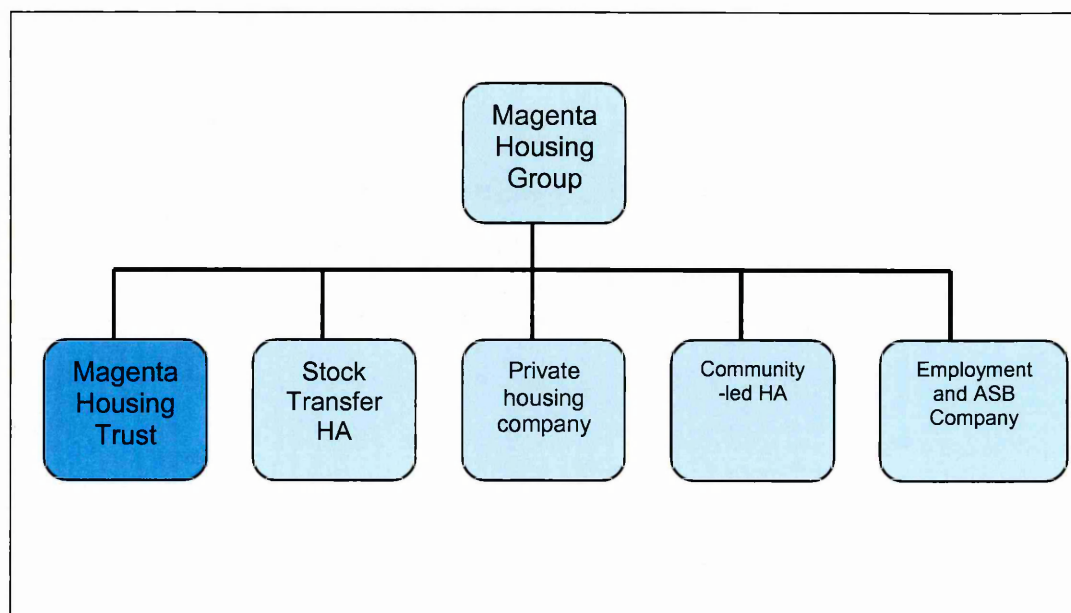 Magenta
Housing
Group
Magenta
Housing
Trust
Stock
Transfer
HA
Private
housing
company
Community
-led HA
Employment
and ASB
Company